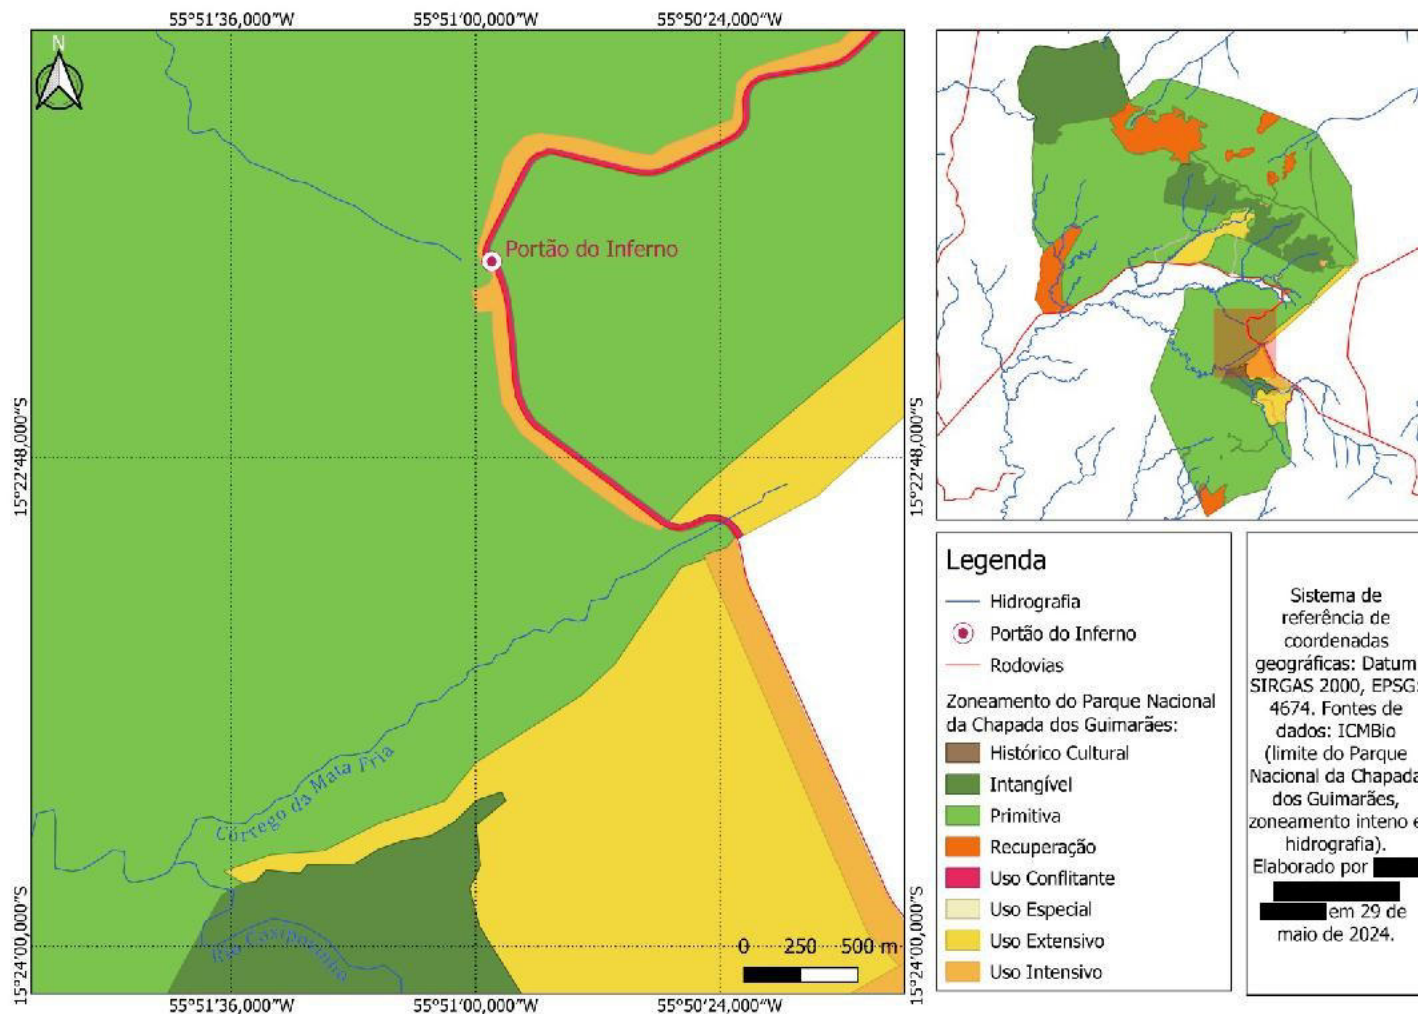 55°51'36,000"W 55°51'00,000"W 55°50'24,000"W
N
Portão do Inferno
15°22'48,000"S 15°22'48,000"S
Córrego da Mata Fria
Rio Coxipozinho
15°24'00,000"S 15°24'00,000"S
0 250 500 m
55°51'36,000"W 55°51'00,000"W 55°50'24,000"W
Legenda
Hidrografia
Portão do Inferno
Rodovias
Zoneamento do Parque Nacional
da Chapada dos Guimarães:
Histórico Cultural
Intangível
Primitiva
Recuperação
Uso Conflitante
Uso Especial
Uso Extensivo
Uso Intensivo
Sistema de
referência de
coordenadas
geográficas: Datum
SIRGAS 2000, EPSG:
4674. Fontes de
dados: ICMBio
(limite do Parque
Nacional da Chapada
dos Guimarães,
zoneamento inteno e
hidrografia).
Elaborado por
em 29 de
maio de 2024.